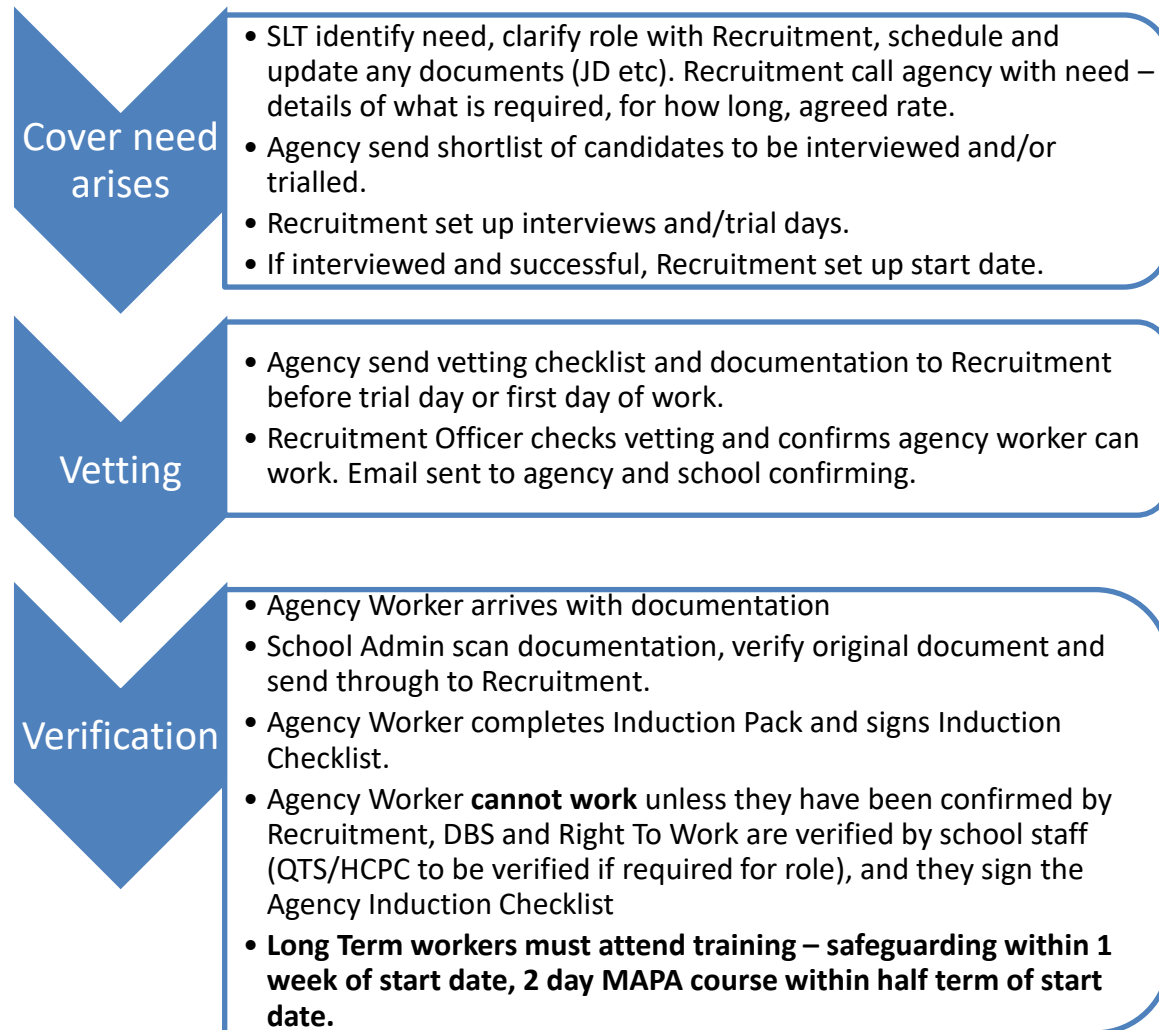 Cover need
arises
• SLT identify need, clarify role with Recruitment, schedule and
update any documents (JD etc). Recruitment call agency with need –
details of what is required, for how long, agreed rate.
• Agency send shortlist of candidates to be interviewed and/or
trialled.
• Recruitment set up interviews and/trial days.
• If interviewed and successful, Recruitment set up start date.
Vetting
• Agency send vetting checklist and documentation to Recruitment
before trial day or first day of work.
• Recruitment Officer checks vetting and confirms agency worker can
work. Email sent to agency and school confirming.
Verification
• Agency Worker arrives with documentation
• School Admin scan documentation, verify original document and
send through to Recruitment.
• Agency Worker completes Induction Pack and signs Induction
Checklist.
• Agency Worker cannot work unless they have been confirmed by
Recruitment, DBS and Right To Work are verified by school staff
(QTS/HCPC to be verified if required for role), and they sign the
Agency Induction Checklist
• Long Term workers must attend training – safeguarding within 1
week of start date, 2 day MAPA course within half term of start
date.